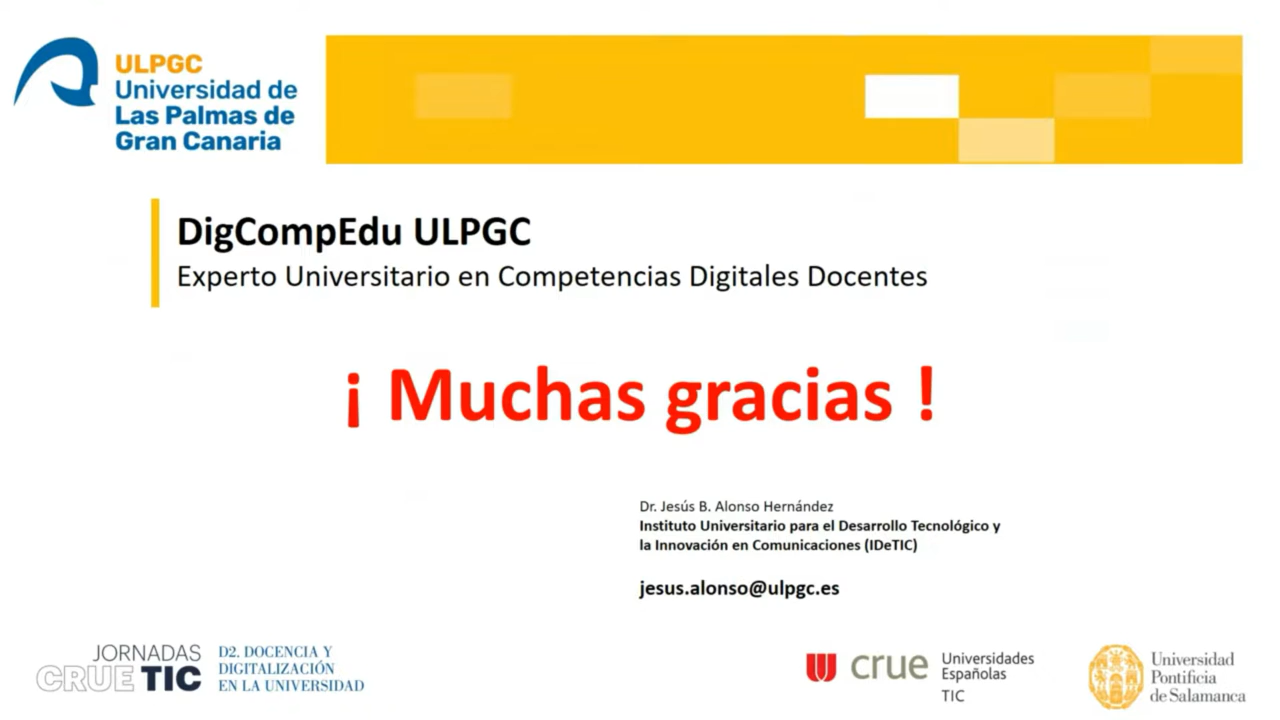 ULPGC
Universidad de
Las Palmas de
Gran Canaria
DigCompEdu ULPGC
Experto Universitario en Competencias Digitales Docentes
¡ Muchas gracias !
Dr. Jesús B. Alonso Hernández
Instituto Universitario para el Desarrollo Tecnológico y
la Innovación en Comunicaciones (IDeTIC)
jesus.alonso@ulpgc.es
JORNADAS
CRUE TIC
D2. DOCENCIA Y
DIGITALIZACIÓN
EN LA UNIVERSIDAD
crue
Universidades
Españolas
TIC
Universidad
Pontificia
de Salamanca